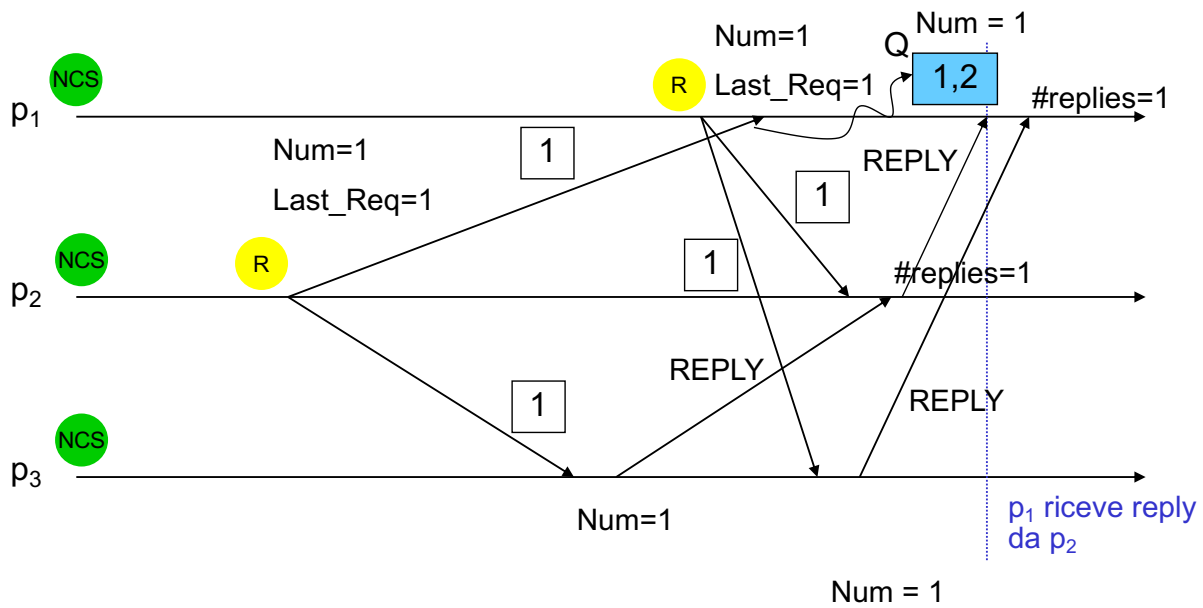 Num = 1
Num=1
Q
NCS
R
Last_Req=1
1,2
#replies=1
p1
Num=1
1
REPLY
Last_Req=1
1
NCS
R
1
#replies=1
p2
REPLY
1
REPLY
NCS
p3
Num=1
p1 riceve reply
da p2
Num = 1